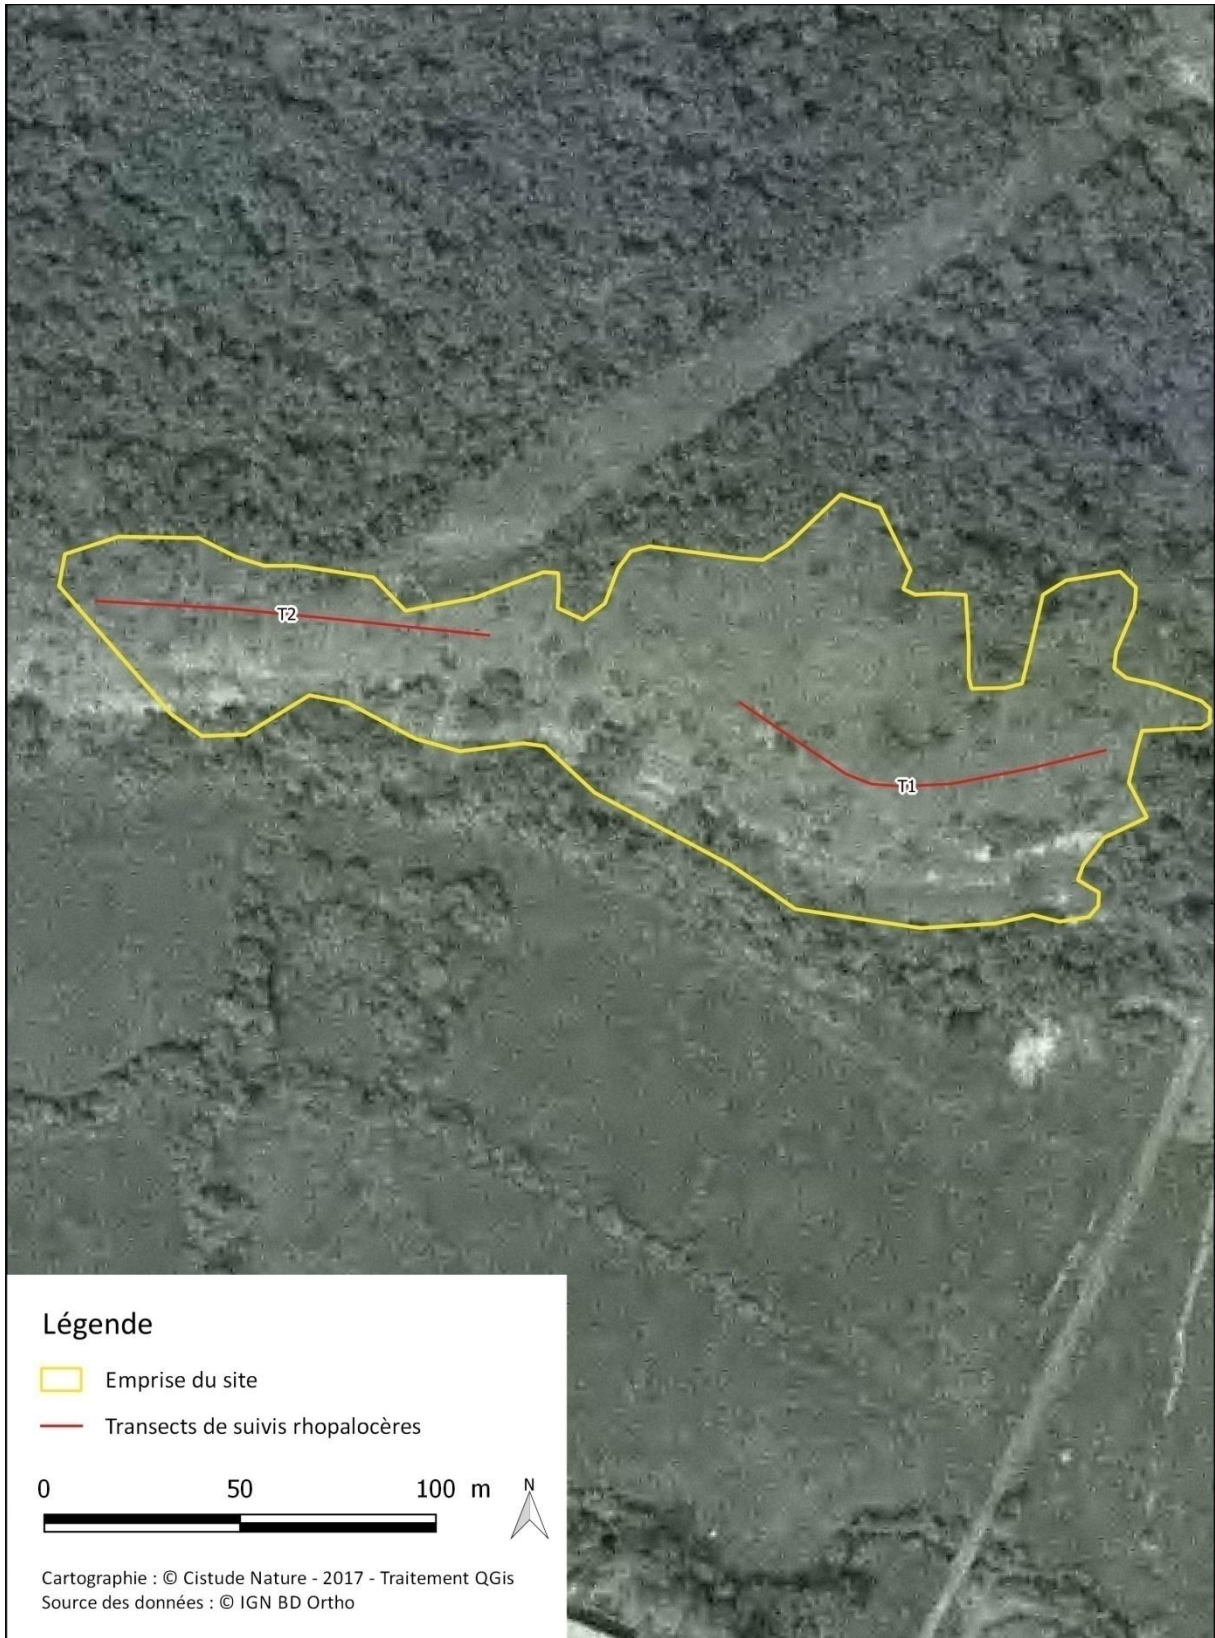 T2
T1
Légende
Emprise du site
Transects de suivis rhopalocères
0 50 100 m
N
Cartographie : © Cistude Nature - 2017 - Traitement QGis
Source des données : © IGN BD Ortho